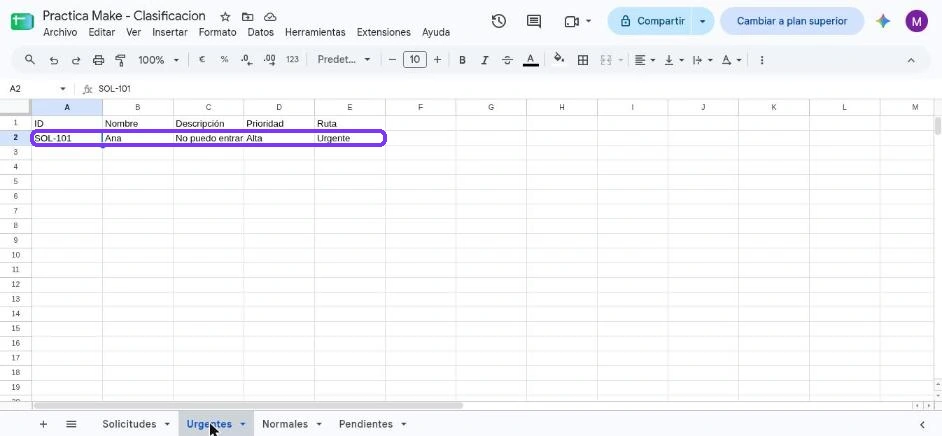 Practica Make - Clasificacion
Archivo Editar Ver Insertar Formato Datos Herramientas Extensiones Ayuda
Compartir
Cambiar a plan superior
M
100% € % .0 .00 123 Predet... − 10 + B I S A
A2 fx SOL-101
A B C D E F G H I J K L M
1 ID Nombre Descripción Prioridad Ruta
2 SOL-101 Ana No puedo entrar Alta Urgente
3
4
5
6
7
8
9
10
11
12
13
14
15
16
17
18
19
+ Solicitudes Urgentes Normales Pendientes